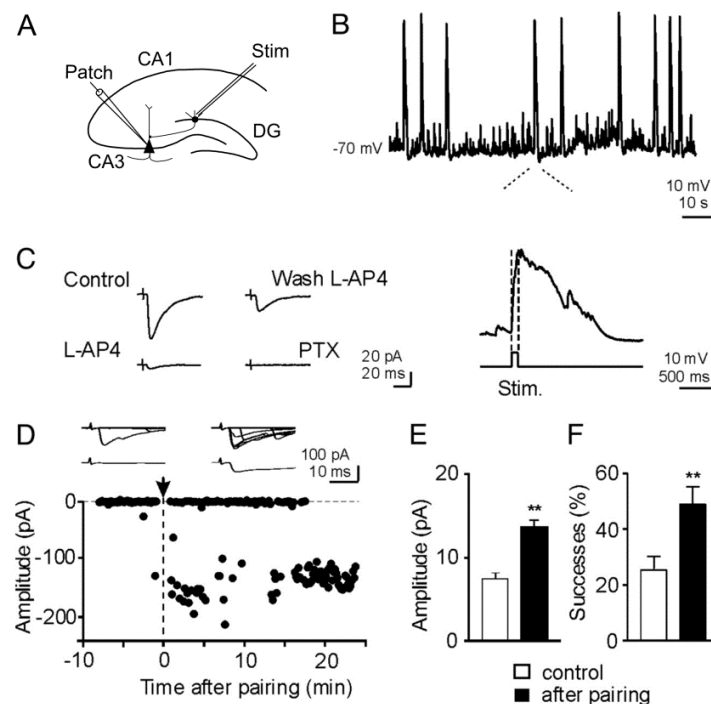 A
CA1
Stim
Patch
DG
CA3
B
-70 mV
10 mV
10 s
C
Control
Wash L-AP4
L-AP4
PTX
20 pA
20 ms
10 mV
500 ms
Stim.
D
100 pA
10 ms
Amplitude (pA)
0
-100
-200
-10
0
10
20
Time after pairing (min)
E
Amplitude (pA)
20
10
0
**
F
Successes (%)
60
40
20
0
**
control
after pairing